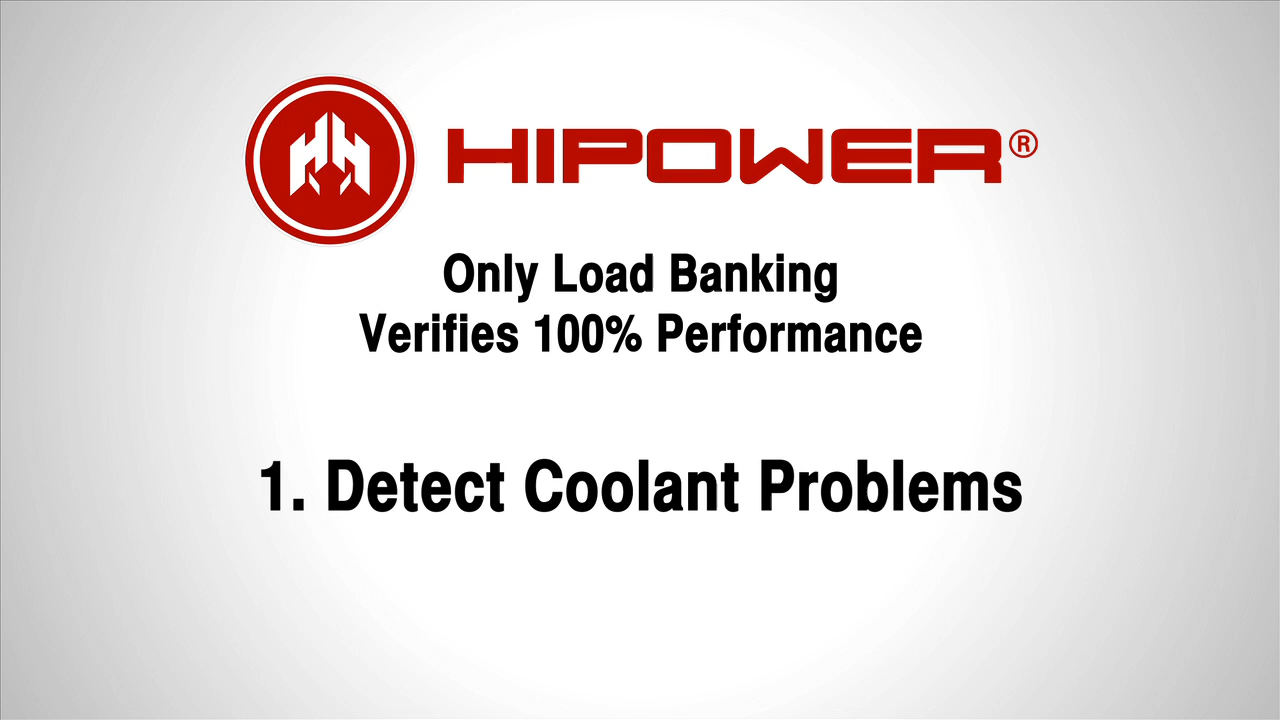 HIPOWER®
Only Load Banking
Verifies 100% Performance
1. Detect Coolant Problems